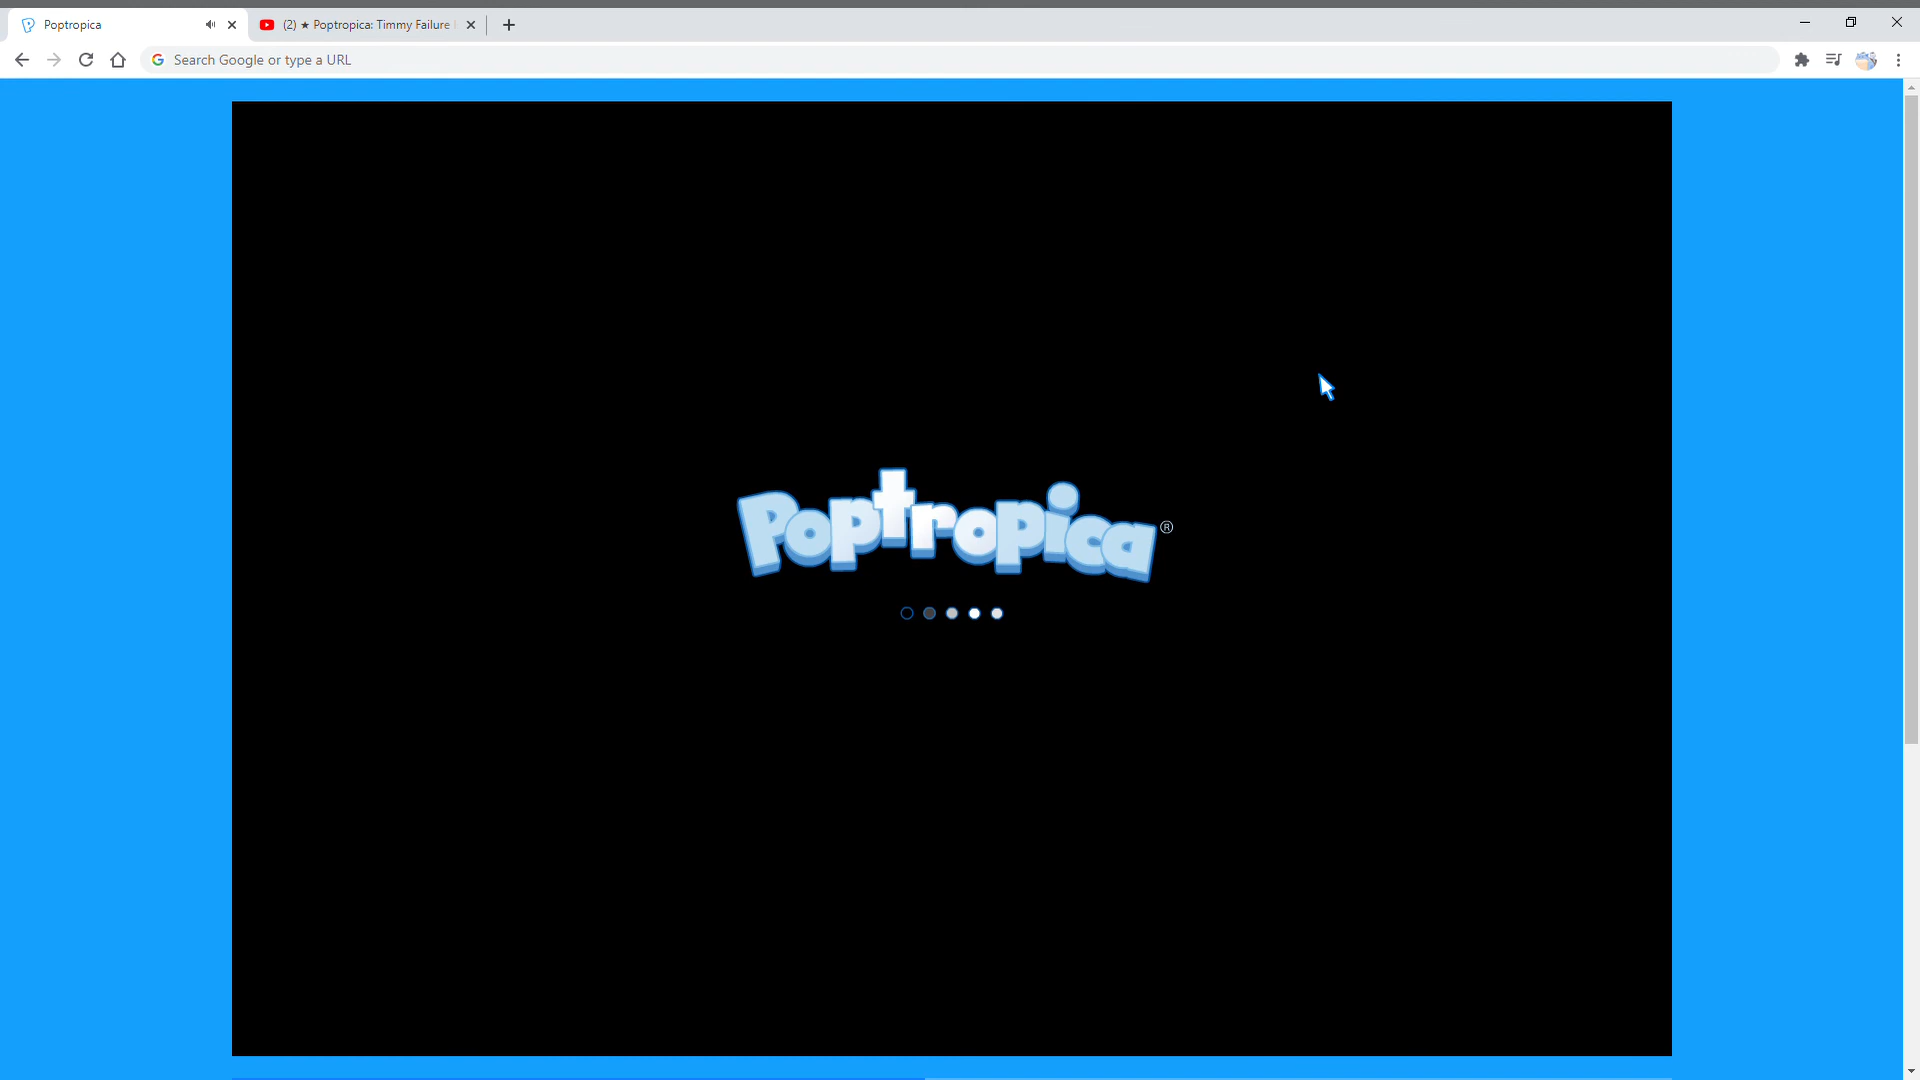 Poptropica
(2) ★ Poptropica: Timmy Failure
Search Google or type a URL
Poptropica®